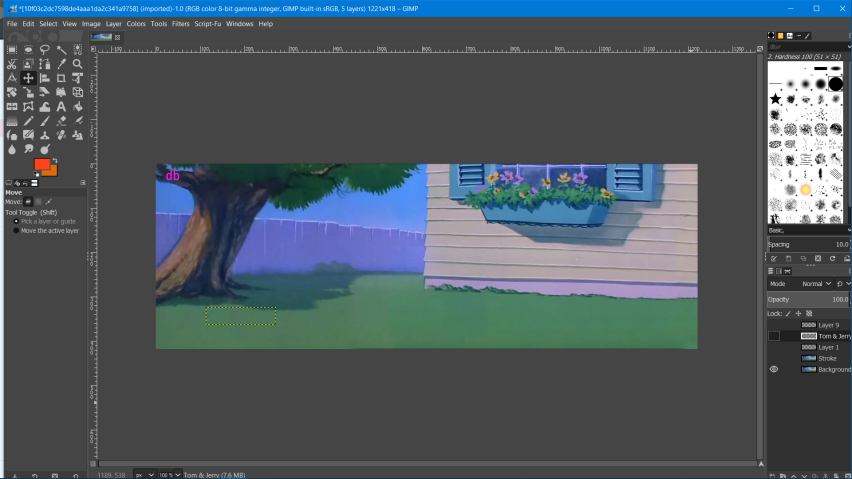 *[10f03c2dc7598de4aaa1da2c341a9758] (imported)-1.0 (RGB color 8-bit gamma integer, GIMP built-in sRGB, 5 layers) 1221x418 – GIMP
File Edit Select View Image Layer Colors Tools Filters Script-Fu Windows Help
2. Hardness 100 (51 × 51)
db
Move
Move:
Tool Toggle (Shift)
Pick a layer or guide
Move the active layer
Basic,
Spacing 10.0
Mode Normal
Opacity 100.0
Lock:
Layer 9
Tom & Jerry
Layer 1
Stroke
Background
1189, 538 px 100 % Tom & Jerry (7.6 MB)